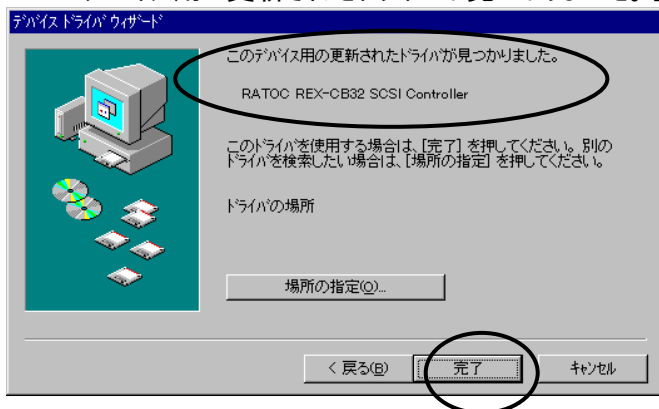 デバイス ドライバ ウィザード
このデバイス用の更新されたドライバが見つかりました。
RATOC REX-CB32 SCSI Controller
このドライバを使用する場合は、[完了] を押してください。別の
ドライバを検索したい場合は、[場所の指定] を押してください。
ドライバの場所
場所の指定(O)...
< 戻る(B)
完了
キャンセル